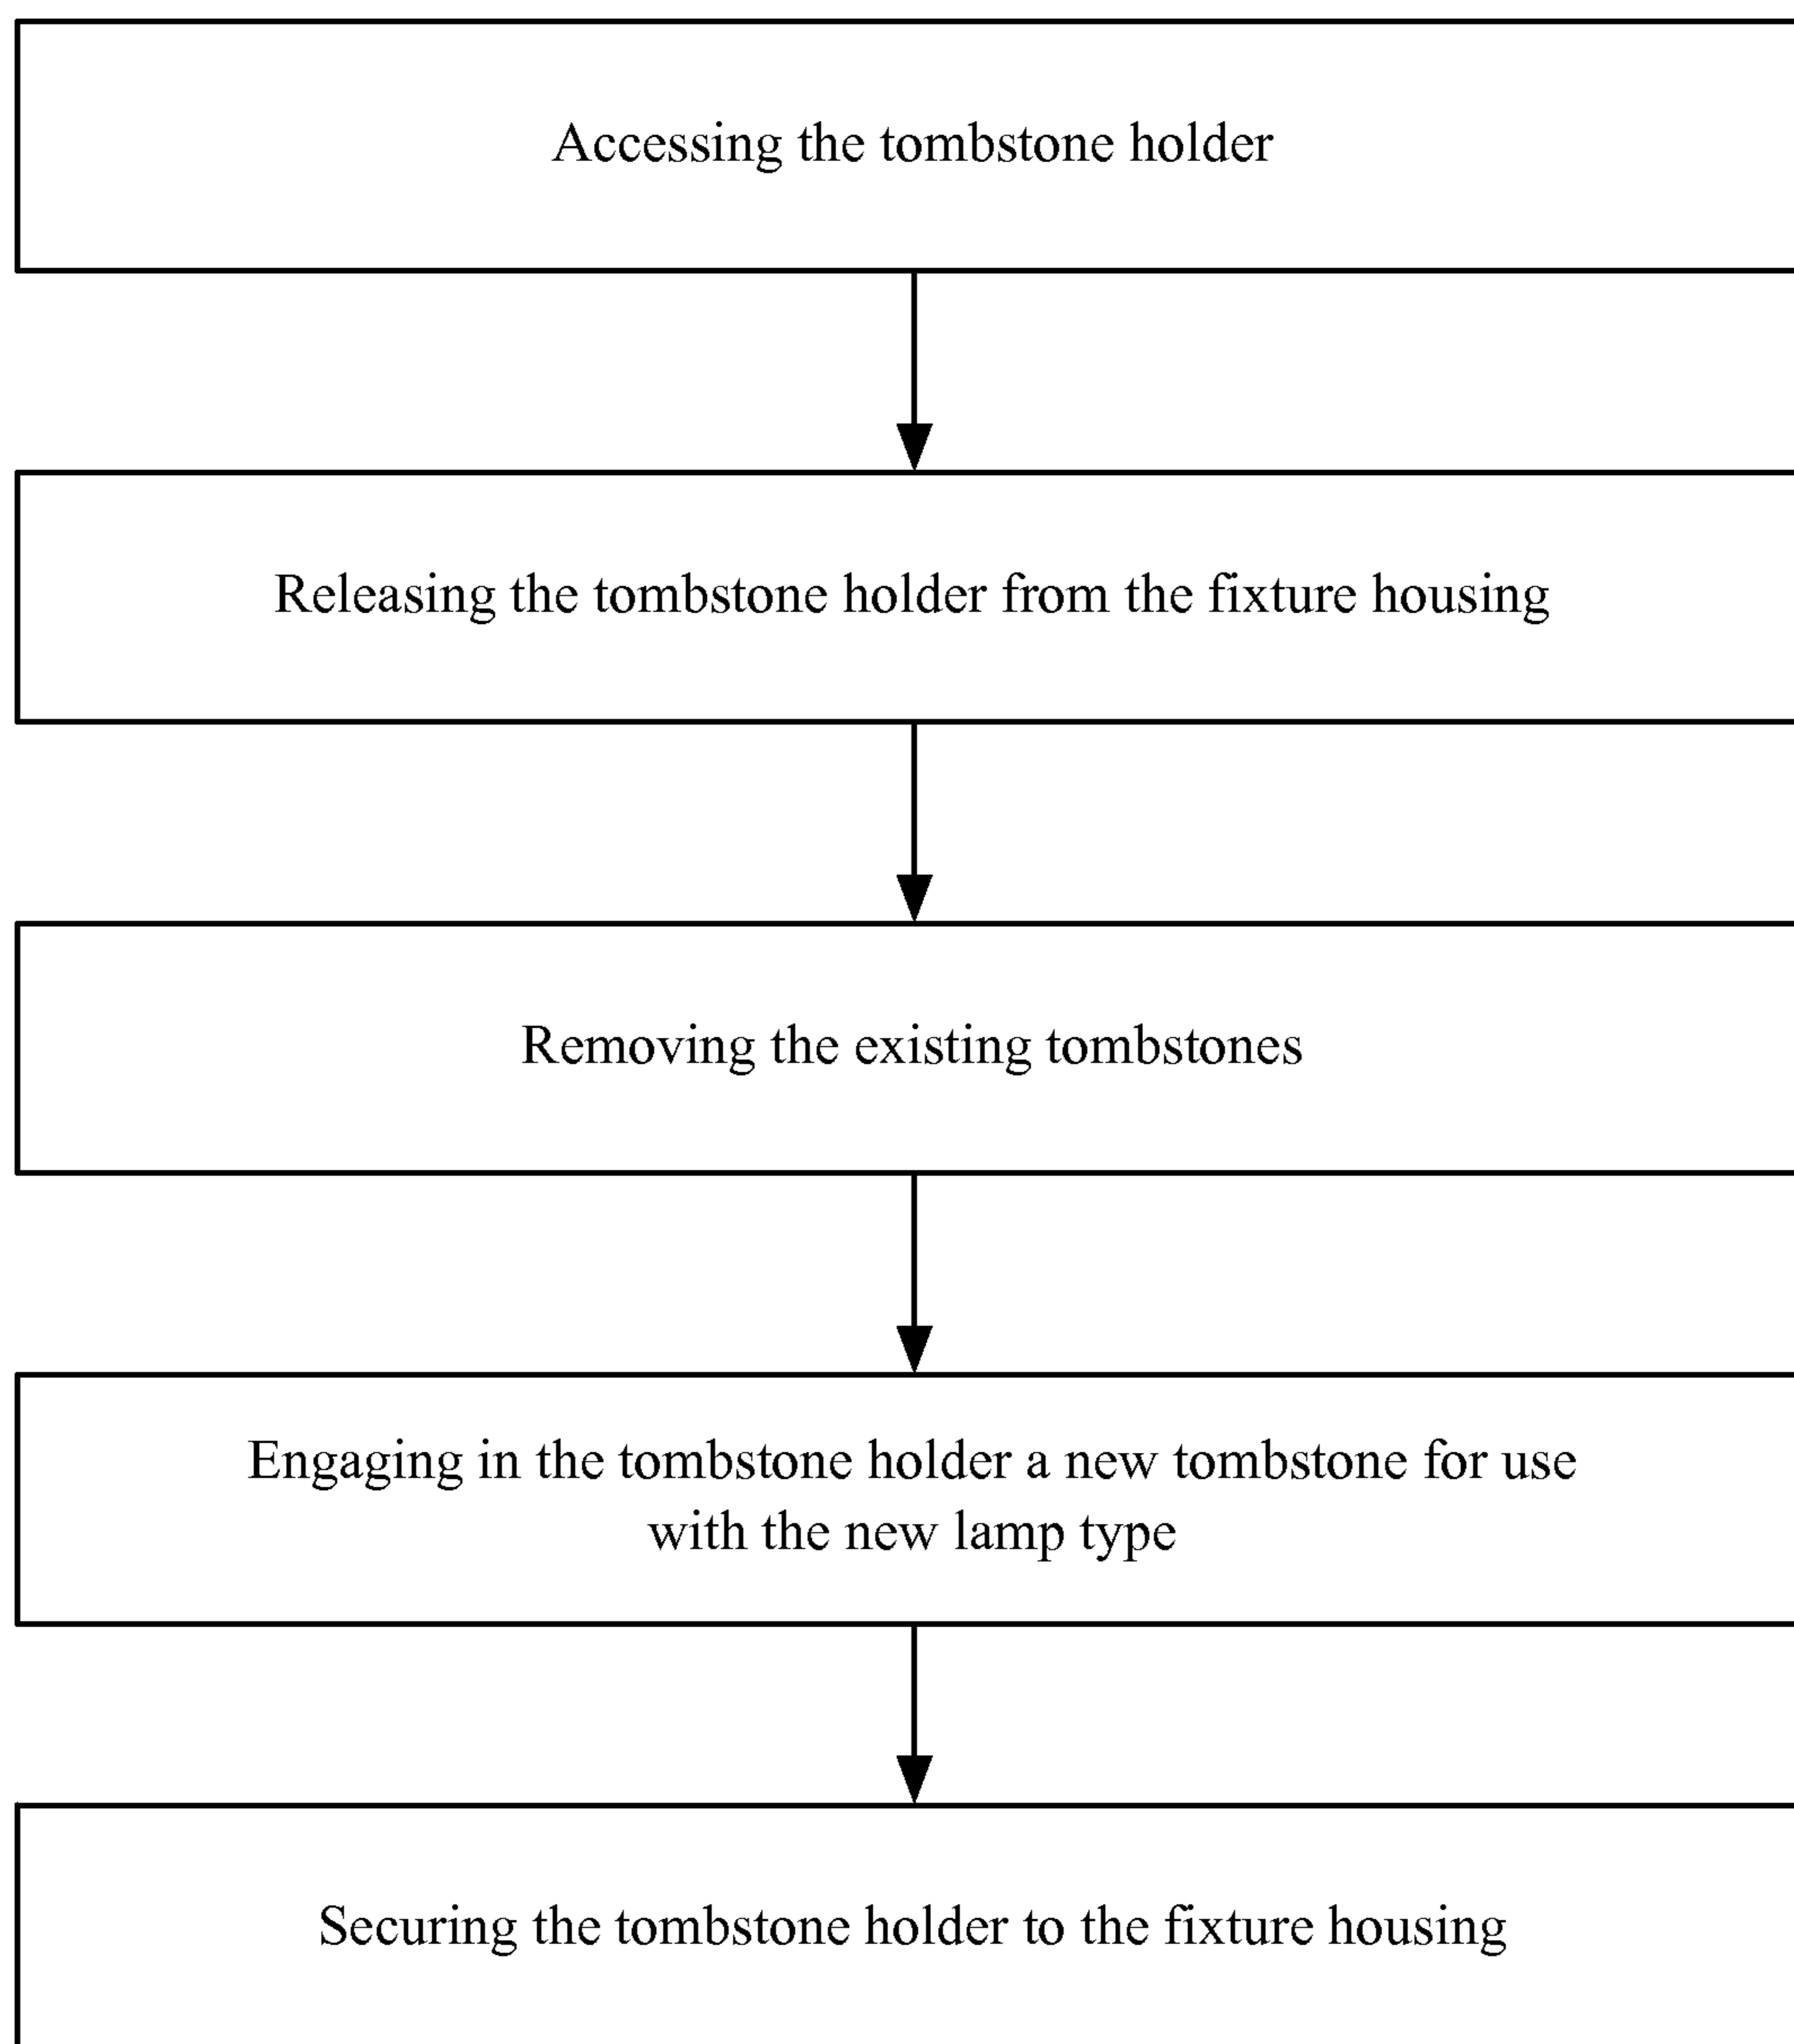 Accessing the tombstone holder
Releasing the tombstone holder from the fixture housing
Removing the existing tombstones
Engaging in the tombstone holder a new tombstone for use
with the new lamp type
Securing the tombstone holder to the fixture housing